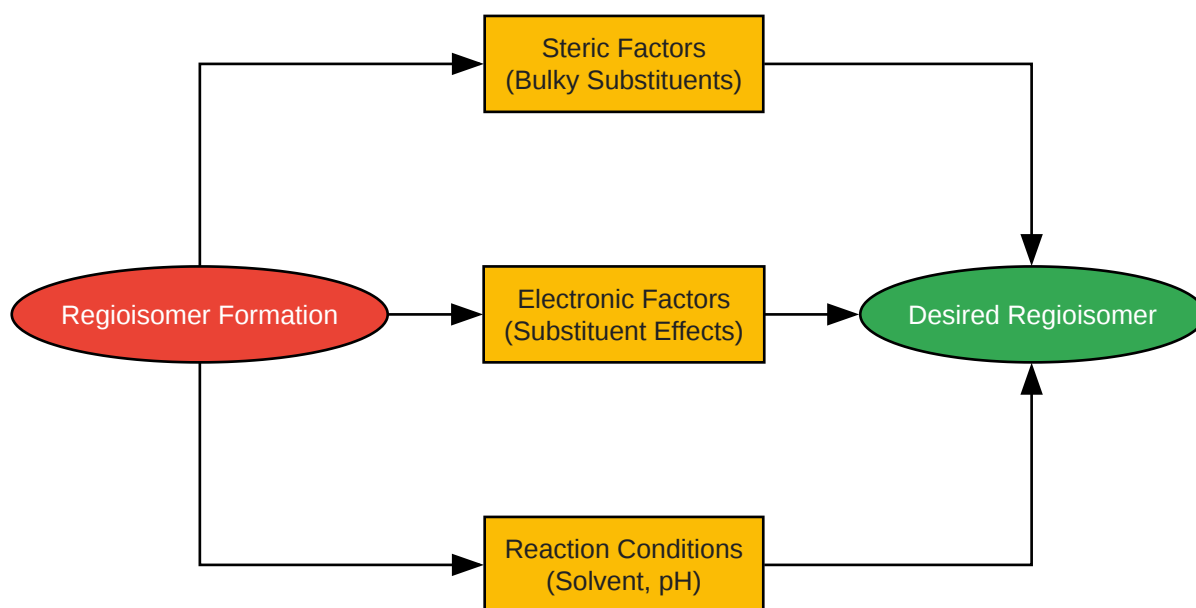 Steric Factors
(Bulky Substituents)
Regioisomer Formation
Electronic Factors
(Substituent Effects)
Desired Regioisomer
Reaction Conditions
(Solvent, pH)